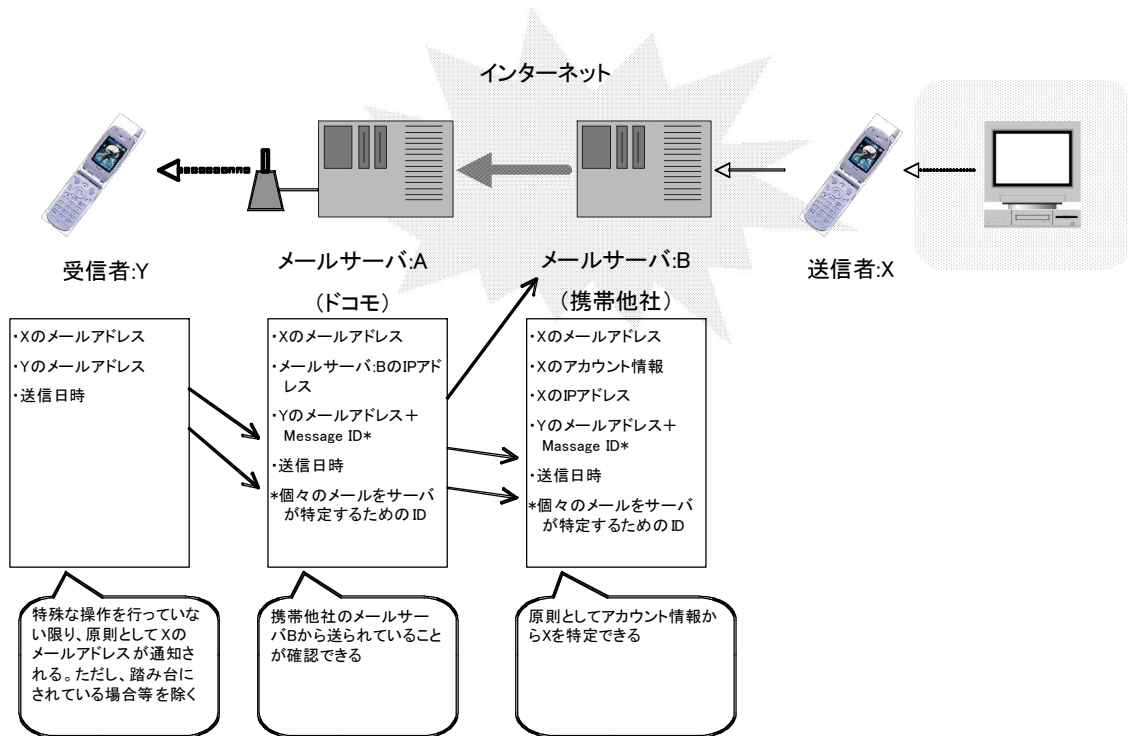 インターネット
受信者:Y
メールサーバ:A
(ドコモ)
メールサーバ:B
(携帯他社)
送信者:X
・Xのメールアドレス
・Yのメールアドレス
・送信日時
・Xのメールアドレス
・メールサーバ:BのIPアド
レス
・Yのメールアドレス+
Message ID*
・送信日時
*個々のメールをサーバ
が特定するためのID
・Xのメールアドレス
・Xのアカウント情報
・XのIPアドレス
・Yのメールアドレス+
Massage ID*
・送信日時
*個々のメールをサーバ
が特定するためのID
特殊な操作を行っていな
い限り、原則としてXの
メールアドレスが通知さ
れる。ただし、踏み台に
されている場合等を除く
携帯他社のメールサー
バBから送られていること
が確認できる
原則としてアカウント情報か
らXを特定できる